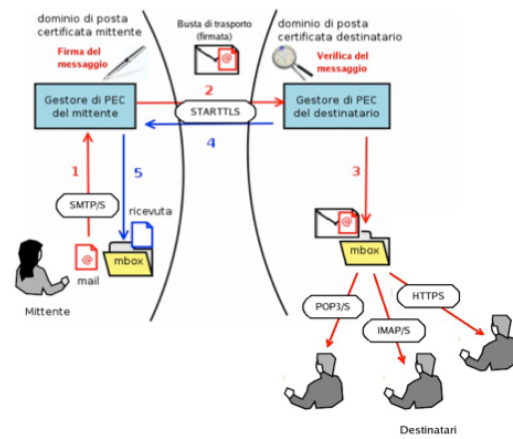 dominio di posta
certificata mittente
Busta di trasporto
(firmata)
dominio di posta
certificata destinatario
Firma del
messaggio
@
Verifica del
messaggio
Gestore di PEC
del mittente
2
STARTTLS
4
Gestore di PEC
del destinatario
1
5
3
SMTP/S
ricevuta
@
mail
mbox
Mittente
@
mbox
POP3/S
IMAP/S
HTTPS
Destinatari